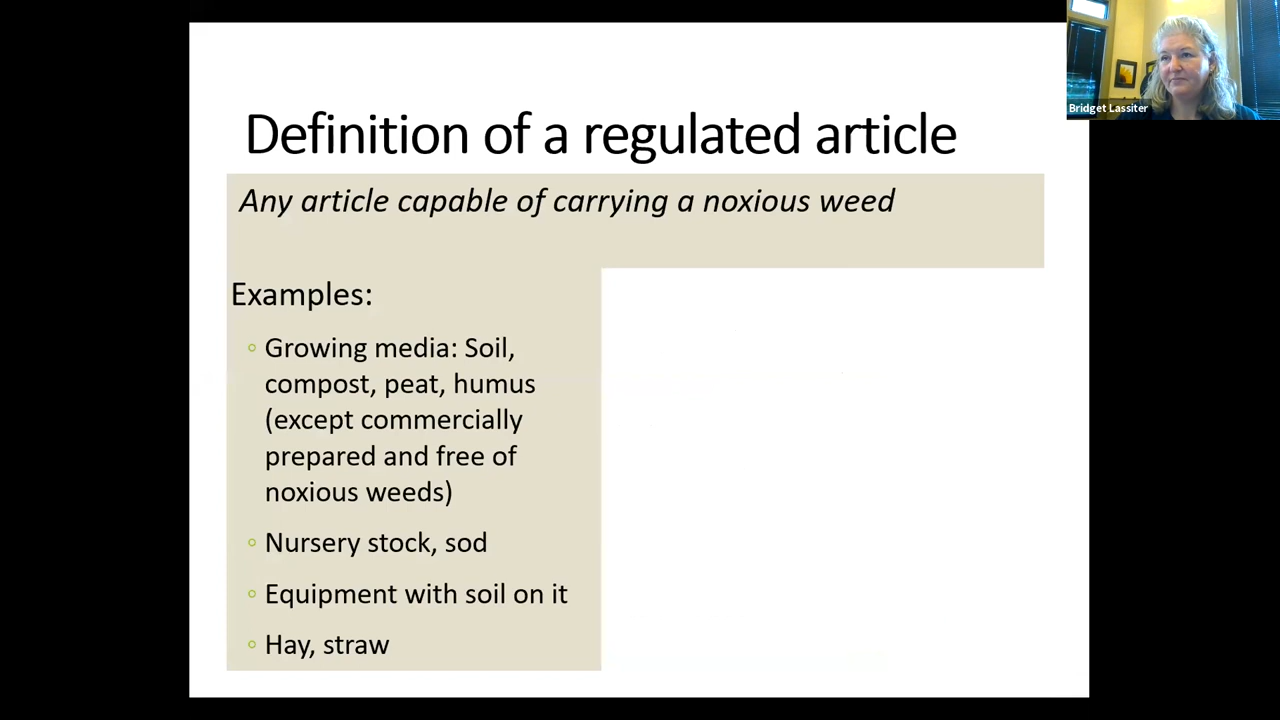 Bridget Lassiter
Definition of a regulated article
Any article capable of carrying a noxious weed
Examples:
◦ Growing media: Soil,
compost, peat, humus
(except commercially
prepared and free of
noxious weeds)
◦ Nursery stock, sod
◦ Equipment with soil on it
◦ Hay, straw